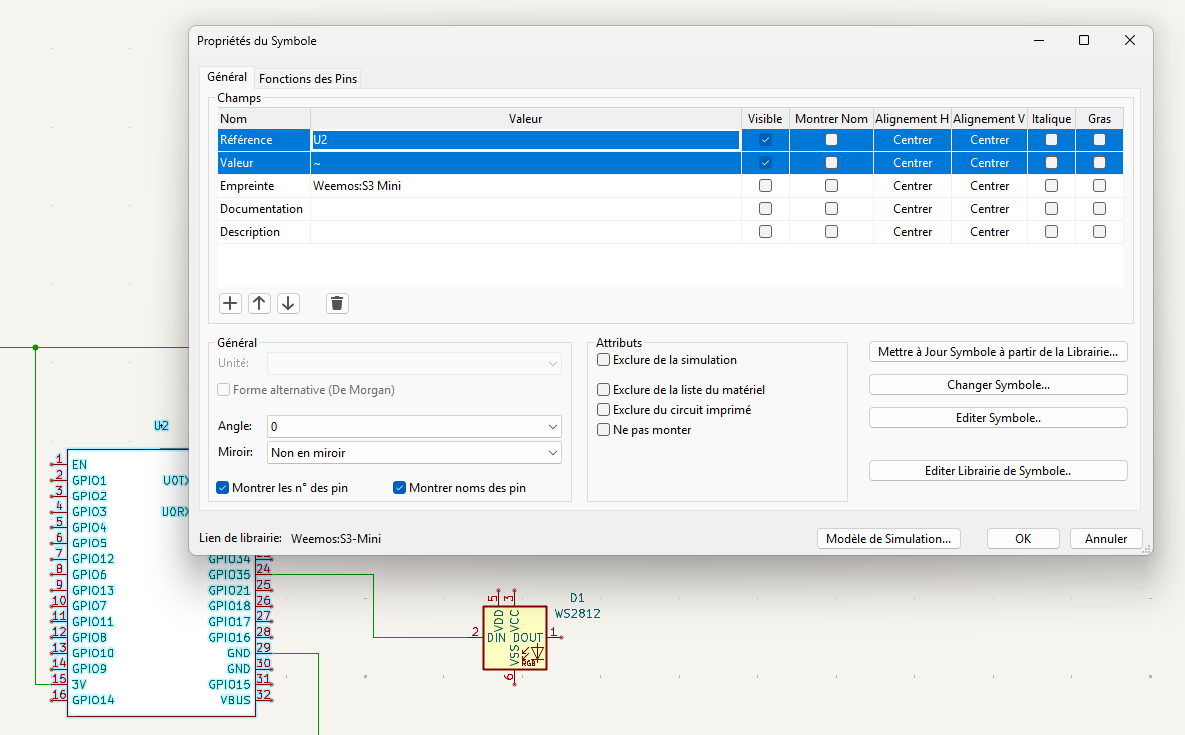 Propriétés du Symbole
Général Fonctions des Pins
Champs
Nom Valeur Visible Montrer Nom Alignement H Alignement V Italique Gras
Référence U2 Centrer Centrer
Valeur ~ Centrer Centrer
Empreinte Weemos:S3 Mini Centrer Centrer
Documentation Centrer Centrer
Description Centrer Centrer
Général
Unité:
Forme alternative (De Morgan)
Angle: 0
Miroir: Non en miroir
Montrer les n° des pin Montrer noms des pin
Attributs
Exclure de la simulation
Exclure de la liste du matériel
Exclure du circuit imprimé
Ne pas monter
Mettre à Jour Symbole à partir de la Librairie...
Changer Symbole...
Editer Symbole..
Editer Librairie de Symbole..
Lien de librairie: Weemos:S3-Mini
Modèle de Simulation... OK Annuler
U2
1 EN
2 GPIO1 U0TX
3 GPIO2
4 GPIO3 U0RX
5 GPIO4
6 GPIO5
7 GPIO12 GPIO34
8 GPIO6 GPIO35 24
9 GPIO13 GPIO21 25
10 GPIO7 GPIO18 26
11 GPIO11 GPIO17 27
12 GPIO8 GPIO16 28
13 GPIO10 GND 29
14 GPIO9 GND 30
15 3V GPIO15 31
16 GPIO14 VBUS 32
D1
WS2812
5 3
VDD VCC
2 DIN DOUT 1
VSS RGB
6